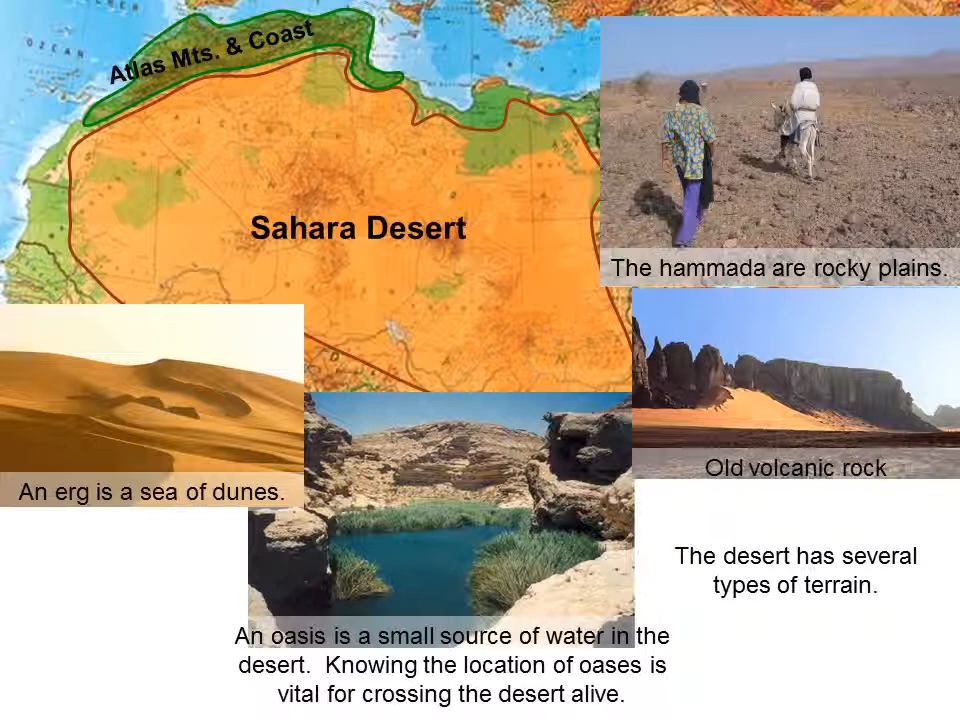 OZEAN
Atlas Mts. & Coast
Sahara Desert
The hammada are rocky plains.
Old volcanic rock
An erg is a sea of dunes.
The desert has several
types of terrain.
An oasis is a small source of water in the
desert.  Knowing the location of oases is
vital for crossing the desert alive.